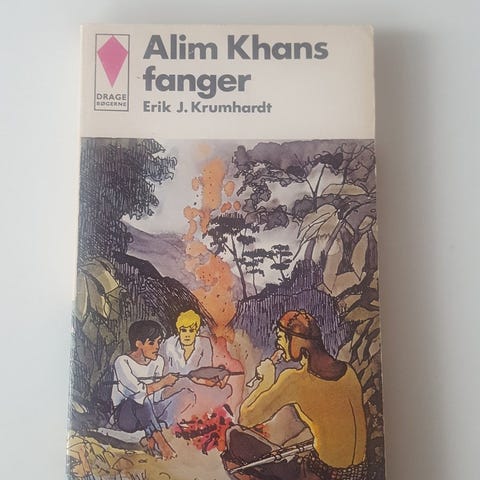 Alim Khans
fanger
Erik J. Krumhardt
DRAGE
BØGERNE